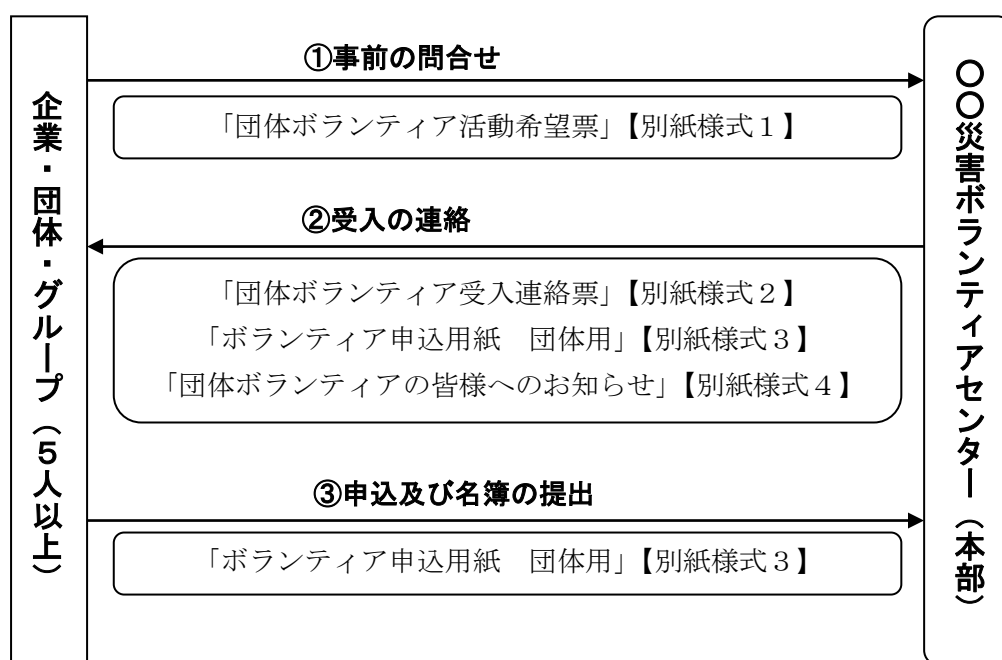 企業・団体・グループ（５人以上）
①事前の問合せ
「団体ボランティア活動希望票」【別紙様式１】
②受入の連絡
「団体ボランティア受入連絡票」【別紙様式２】
「ボランティア申込用紙　団体用」【別紙様式３】
「団体ボランティアの皆様へのお知らせ」【別紙様式４】
③申込及び名簿の提出
「ボランティア申込用紙　団体用」【別紙様式３】
〇〇災害ボランティアセンター（本部）